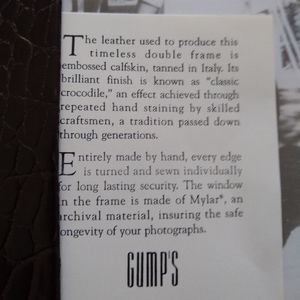 The leather used to produce this
timeless double frame is
embossed calfskin, tanned in Italy. Its
brilliant finish is known as "classic
crocodile," an effect achieved through
repeated hand staining by skilled
craftsmen, a tradition passed down
through generations.
Entirely made by hand, every edge
is turned and sewn individually
for long lasting security. The window
in the frame is made of Mylar*, an
archival material, insuring the safe
longevity of your photographs.
GUMP'S